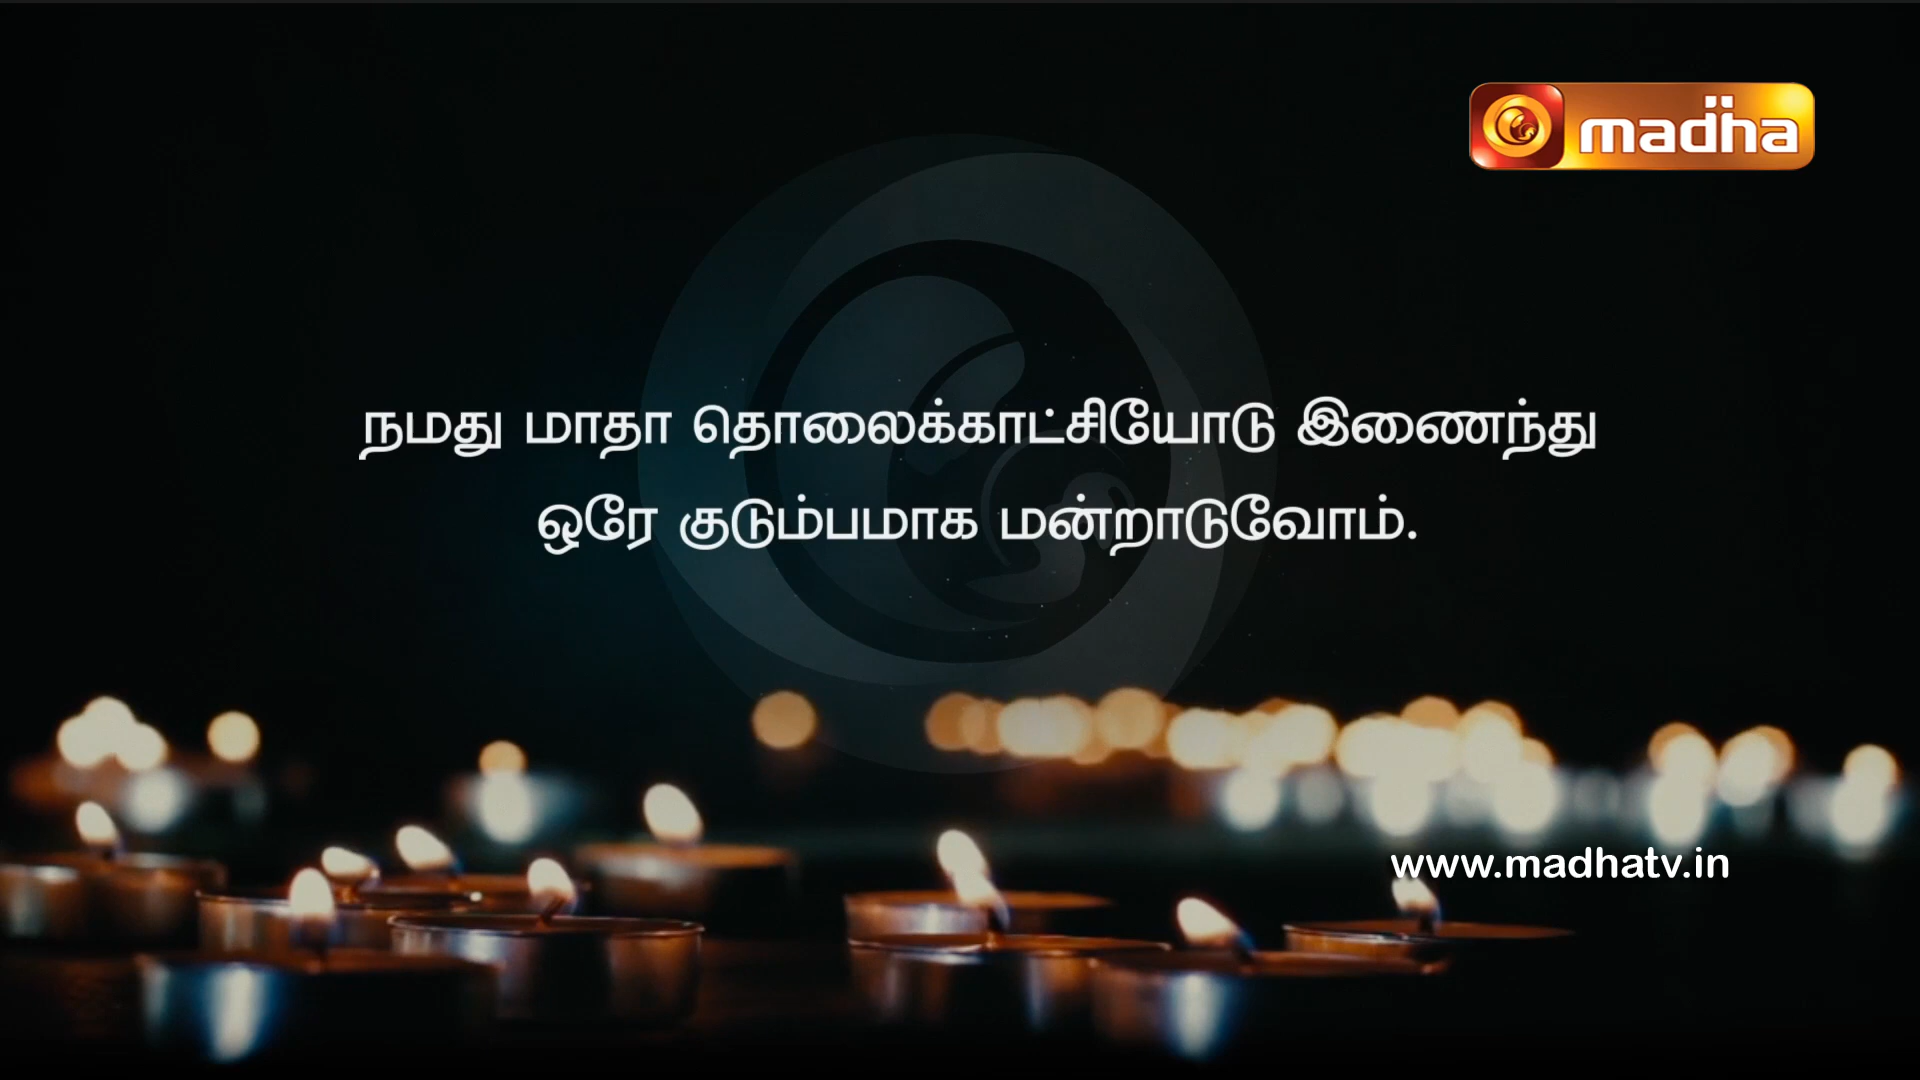 madha
நமது மாதா தொலைக்காட்சியோடு இணைந்து
ஒரே குடும்பமாக மன்றாடுவோம்.
www.madhatv.in